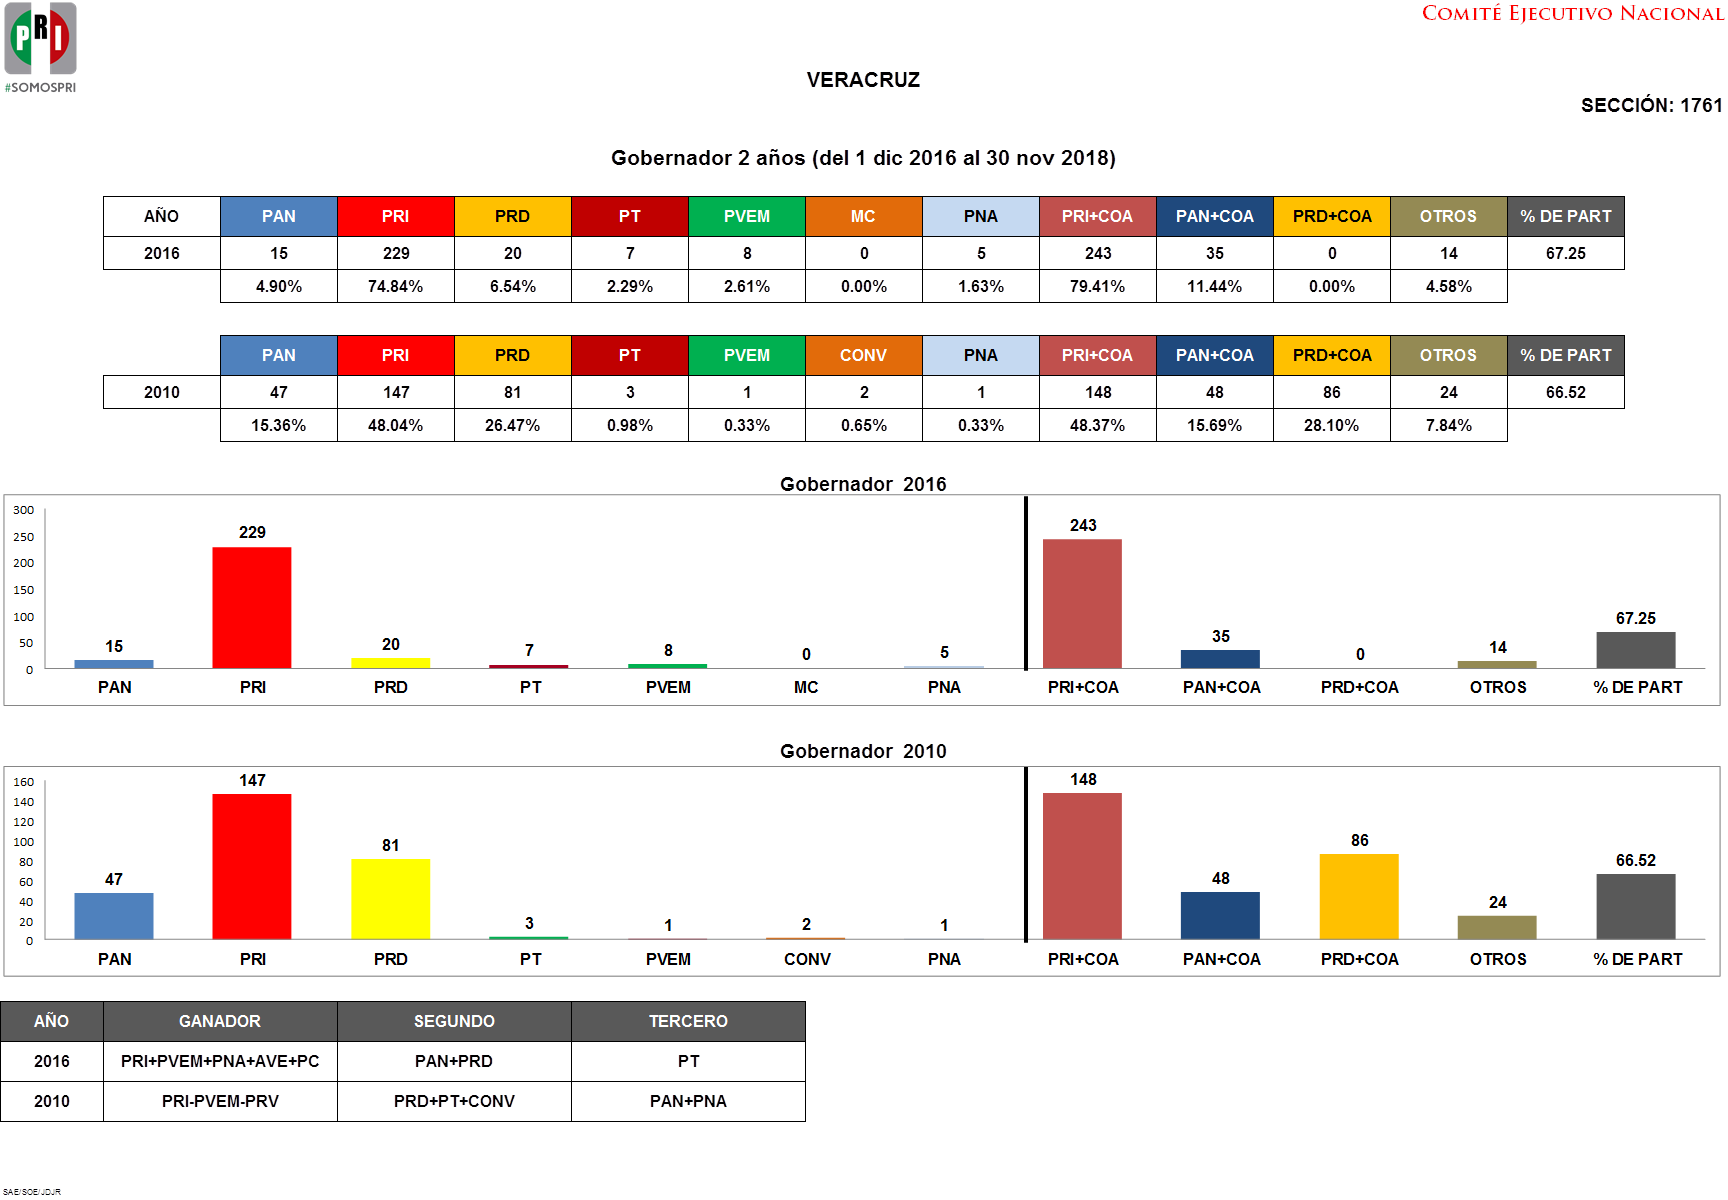 PRI
#SOMOSPRI
COMITÉ EJECUTIVO NACIONAL
VERACRUZ
SECCIÓN: 1761
Gobernador 2 años (del 1 dic 2016 al 30 nov 2018)
AÑO PAN PRI PRD PT PVEM MC PNA PRI+COA PAN+COA PRD+COA OTROS % DE PART
2016 15 229 20 7 8 0 5 243 35 0 14 67.25
4.90% 74.84% 6.54% 2.29% 2.61% 0.00% 1.63% 79.41% 11.44% 0.00% 4.58%
PAN PRI PRD PT PVEM CONV PNA PRI+COA PAN+COA PRD+COA OTROS % DE PART
2010 47 147 81 3 1 2 1 148 48 86 24 66.52
15.36% 48.04% 26.47% 0.98% 0.33% 0.65% 0.33% 48.37% 15.69% 28.10% 7.84%
Gobernador 2016
300
250
200
150
100
50
0
15 229 20 7 8 0 5 243 35 0 14 67.25
PAN PRI PRD PT PVEM MC PNA PRI+COA PAN+COA PRD+COA OTROS % DE PART
Gobernador 2010
160
140
120
100
80
60
40
20
0
47 147 81 3 1 2 1 148 48 86 24 66.52
PAN PRI PRD PT PVEM CONV PNA PRI+COA PAN+COA PRD+COA OTROS % DE PART
AÑO GANADOR SEGUNDO TERCERO
2016 PRI+PVEM+PNA+AVE+PC PAN+PRD PT
2010 PRI-PVEM-PRV PRD+PT+CONV PAN+PNA
SAE/SOE/JDJR